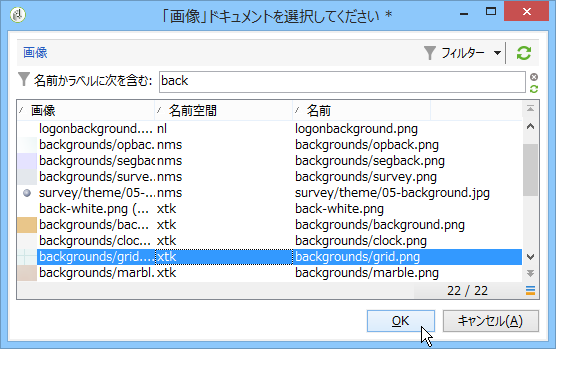 「画像」ドキュメントを選択してください *
画像 フィルター
名前かラベルに次を含む: back
画像 名前空間 名前
logonbackground.... nl logonbackground.png
backgrounds/opbac... nms backgrounds/opback.png
backgrounds/segbac... nms backgrounds/segback.png
backgrounds/surve... nms backgrounds/survey.png
survey/theme/05-... nms survey/theme/05-background.jpg
back-white.png (... xtk back-white.png
backgrounds/bac... xtk backgrounds/background.png
backgrounds/cloc... xtk backgrounds/clock.png
backgrounds/grid.... xtk backgrounds/grid.png
backgrounds/marbl... xtk backgrounds/marble.png
22 / 22
OK キャンセル(A)